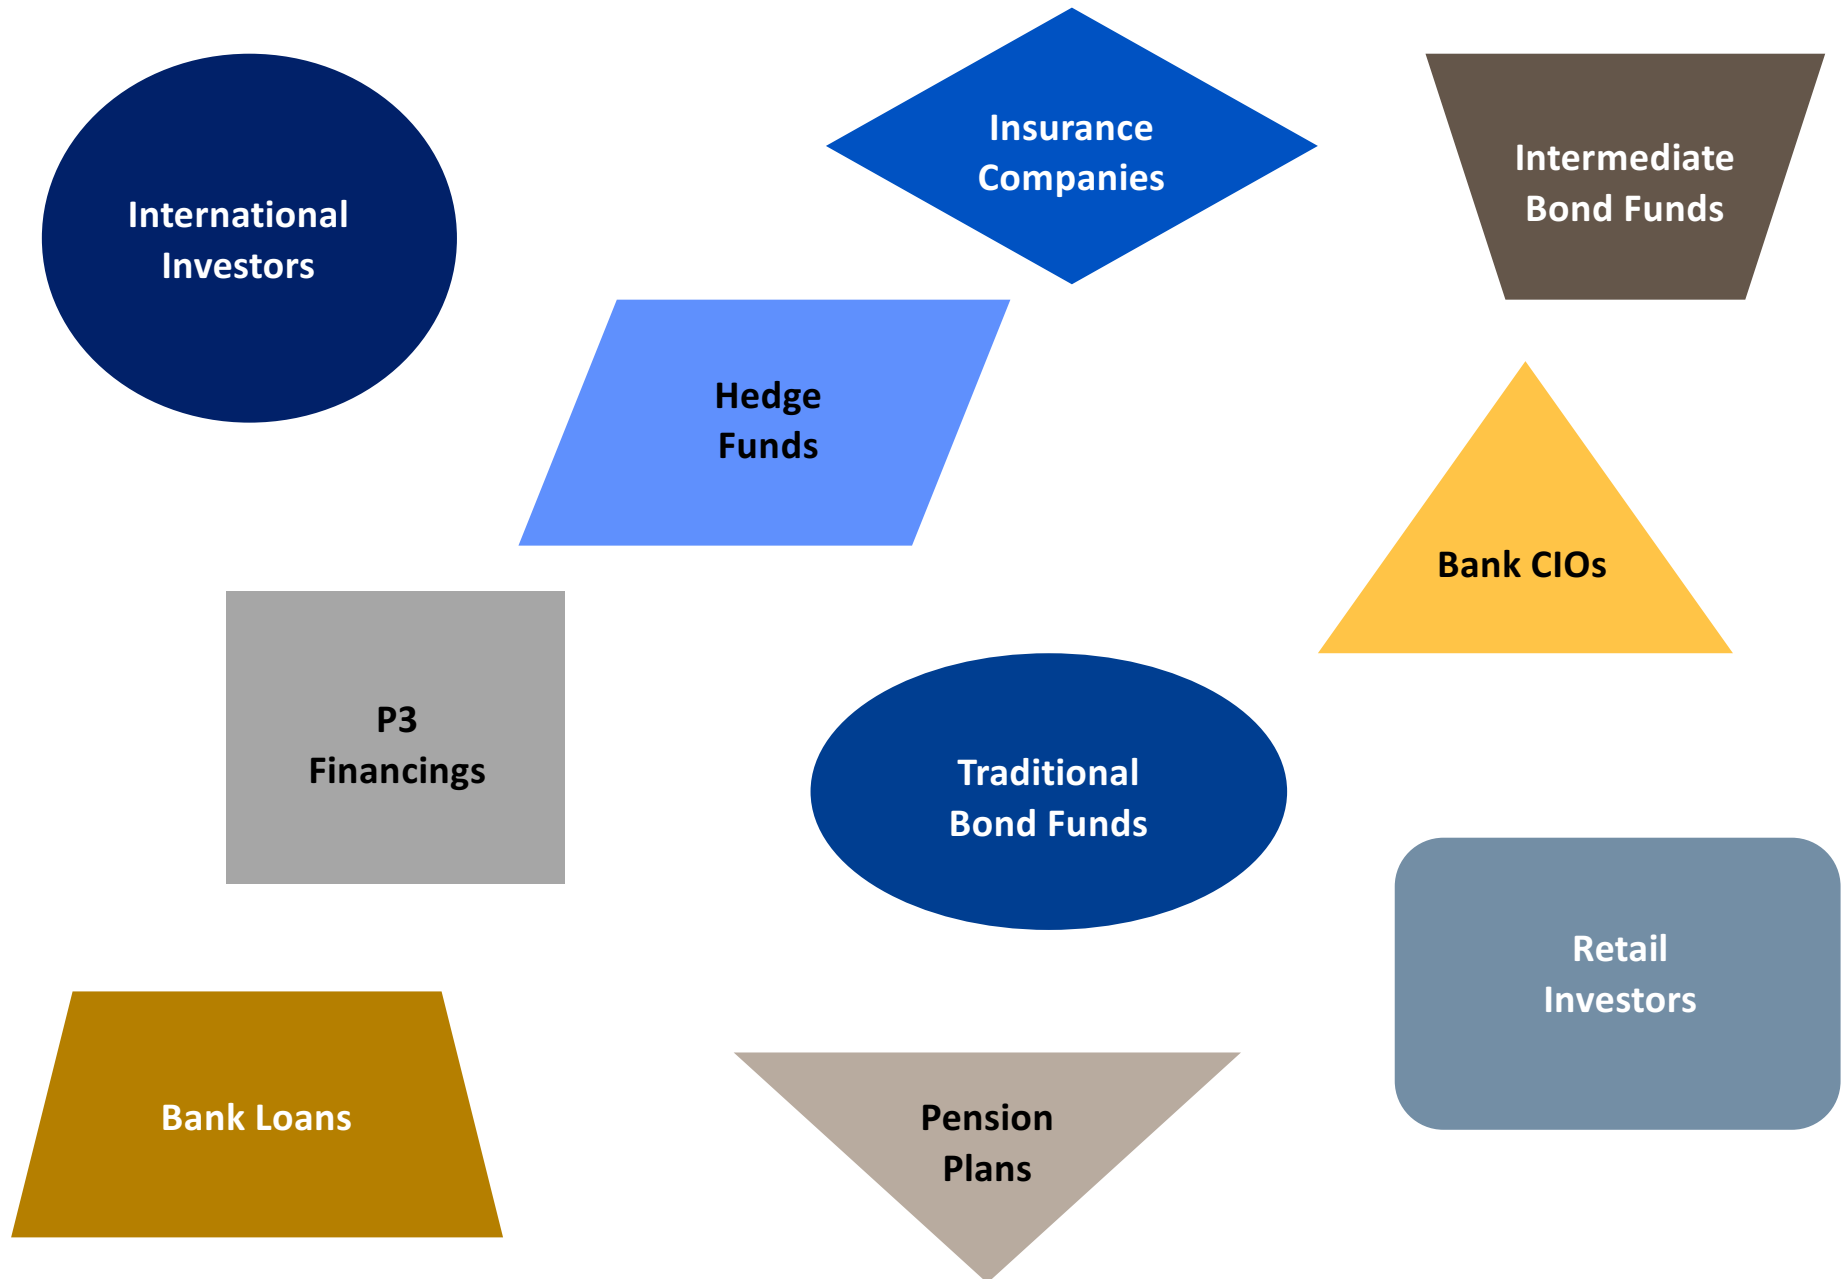 International
Investors
Insurance
Companies
Intermediate
Bond Funds
Hedge
Funds
Bank CIOs
P3
Financings
Traditional
Bond Funds
Retail
Investors
Bank Loans
Pension
Plans